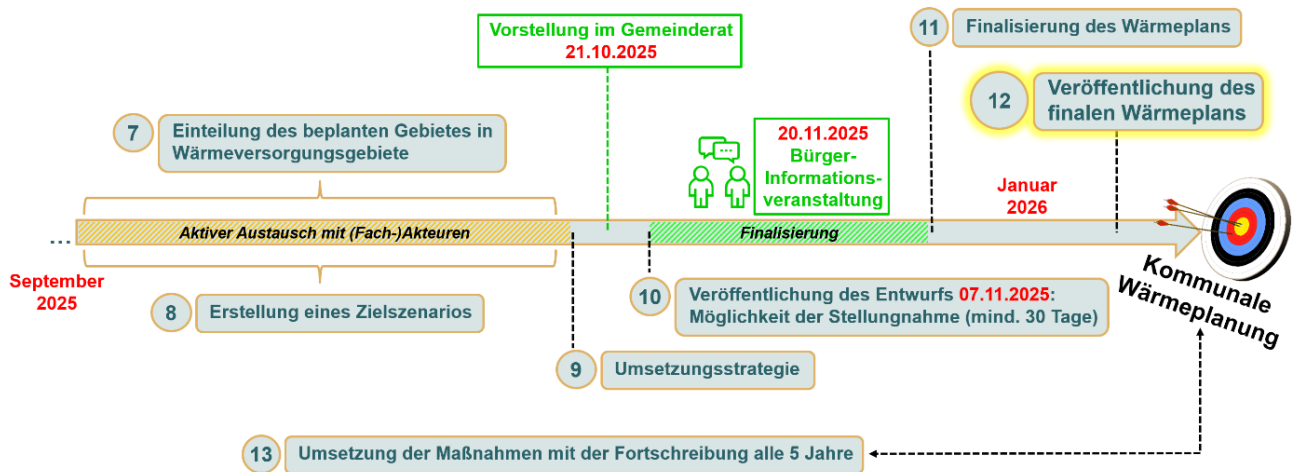 Vorstellung im Gemeinderat
21.10.2025
11
Finalisierung des Wärmeplans
12
Veröffentlichung des
finalen Wärmeplans
7
Einteilung des beplanten Gebietes in
Wärmeversorgungsgebiete
20.11.2025
Bürger-
Informations-
veranstaltung
Januar
2026
...
Aktiver Austausch mit (Fach-)Akteuren
Finalisierung
September
2025
8
Erstellung eines Zielszenarios
10
Veröffentlichung des Entwurfs 07.11.2025:
Möglichkeit der Stellungnahme (mind. 30 Tage)
Kommunale
Wärmeplanung
9
Umsetzungsstrategie
13
Umsetzung der Maßnahmen mit der Fortschreibung alle 5 Jahre